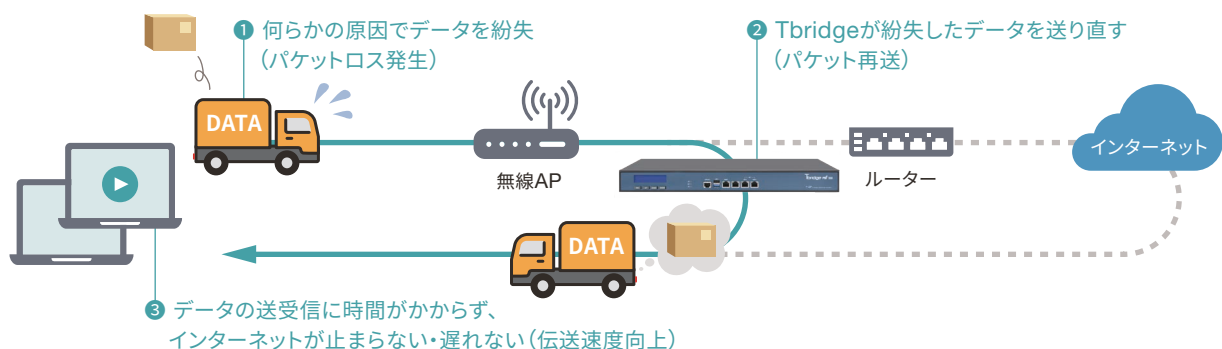 ❶ 何らかの原因でデータを紛失
（パケットロス発生）
❷ Tbridgeが紛失したデータを送り直す
（パケット再送）
DATA
無線AP
Tbridge
ルーター
インターネット
DATA
❸ データの送受信に時間がかからず、
インターネットが止まらない・遅れない（伝送速度向上）